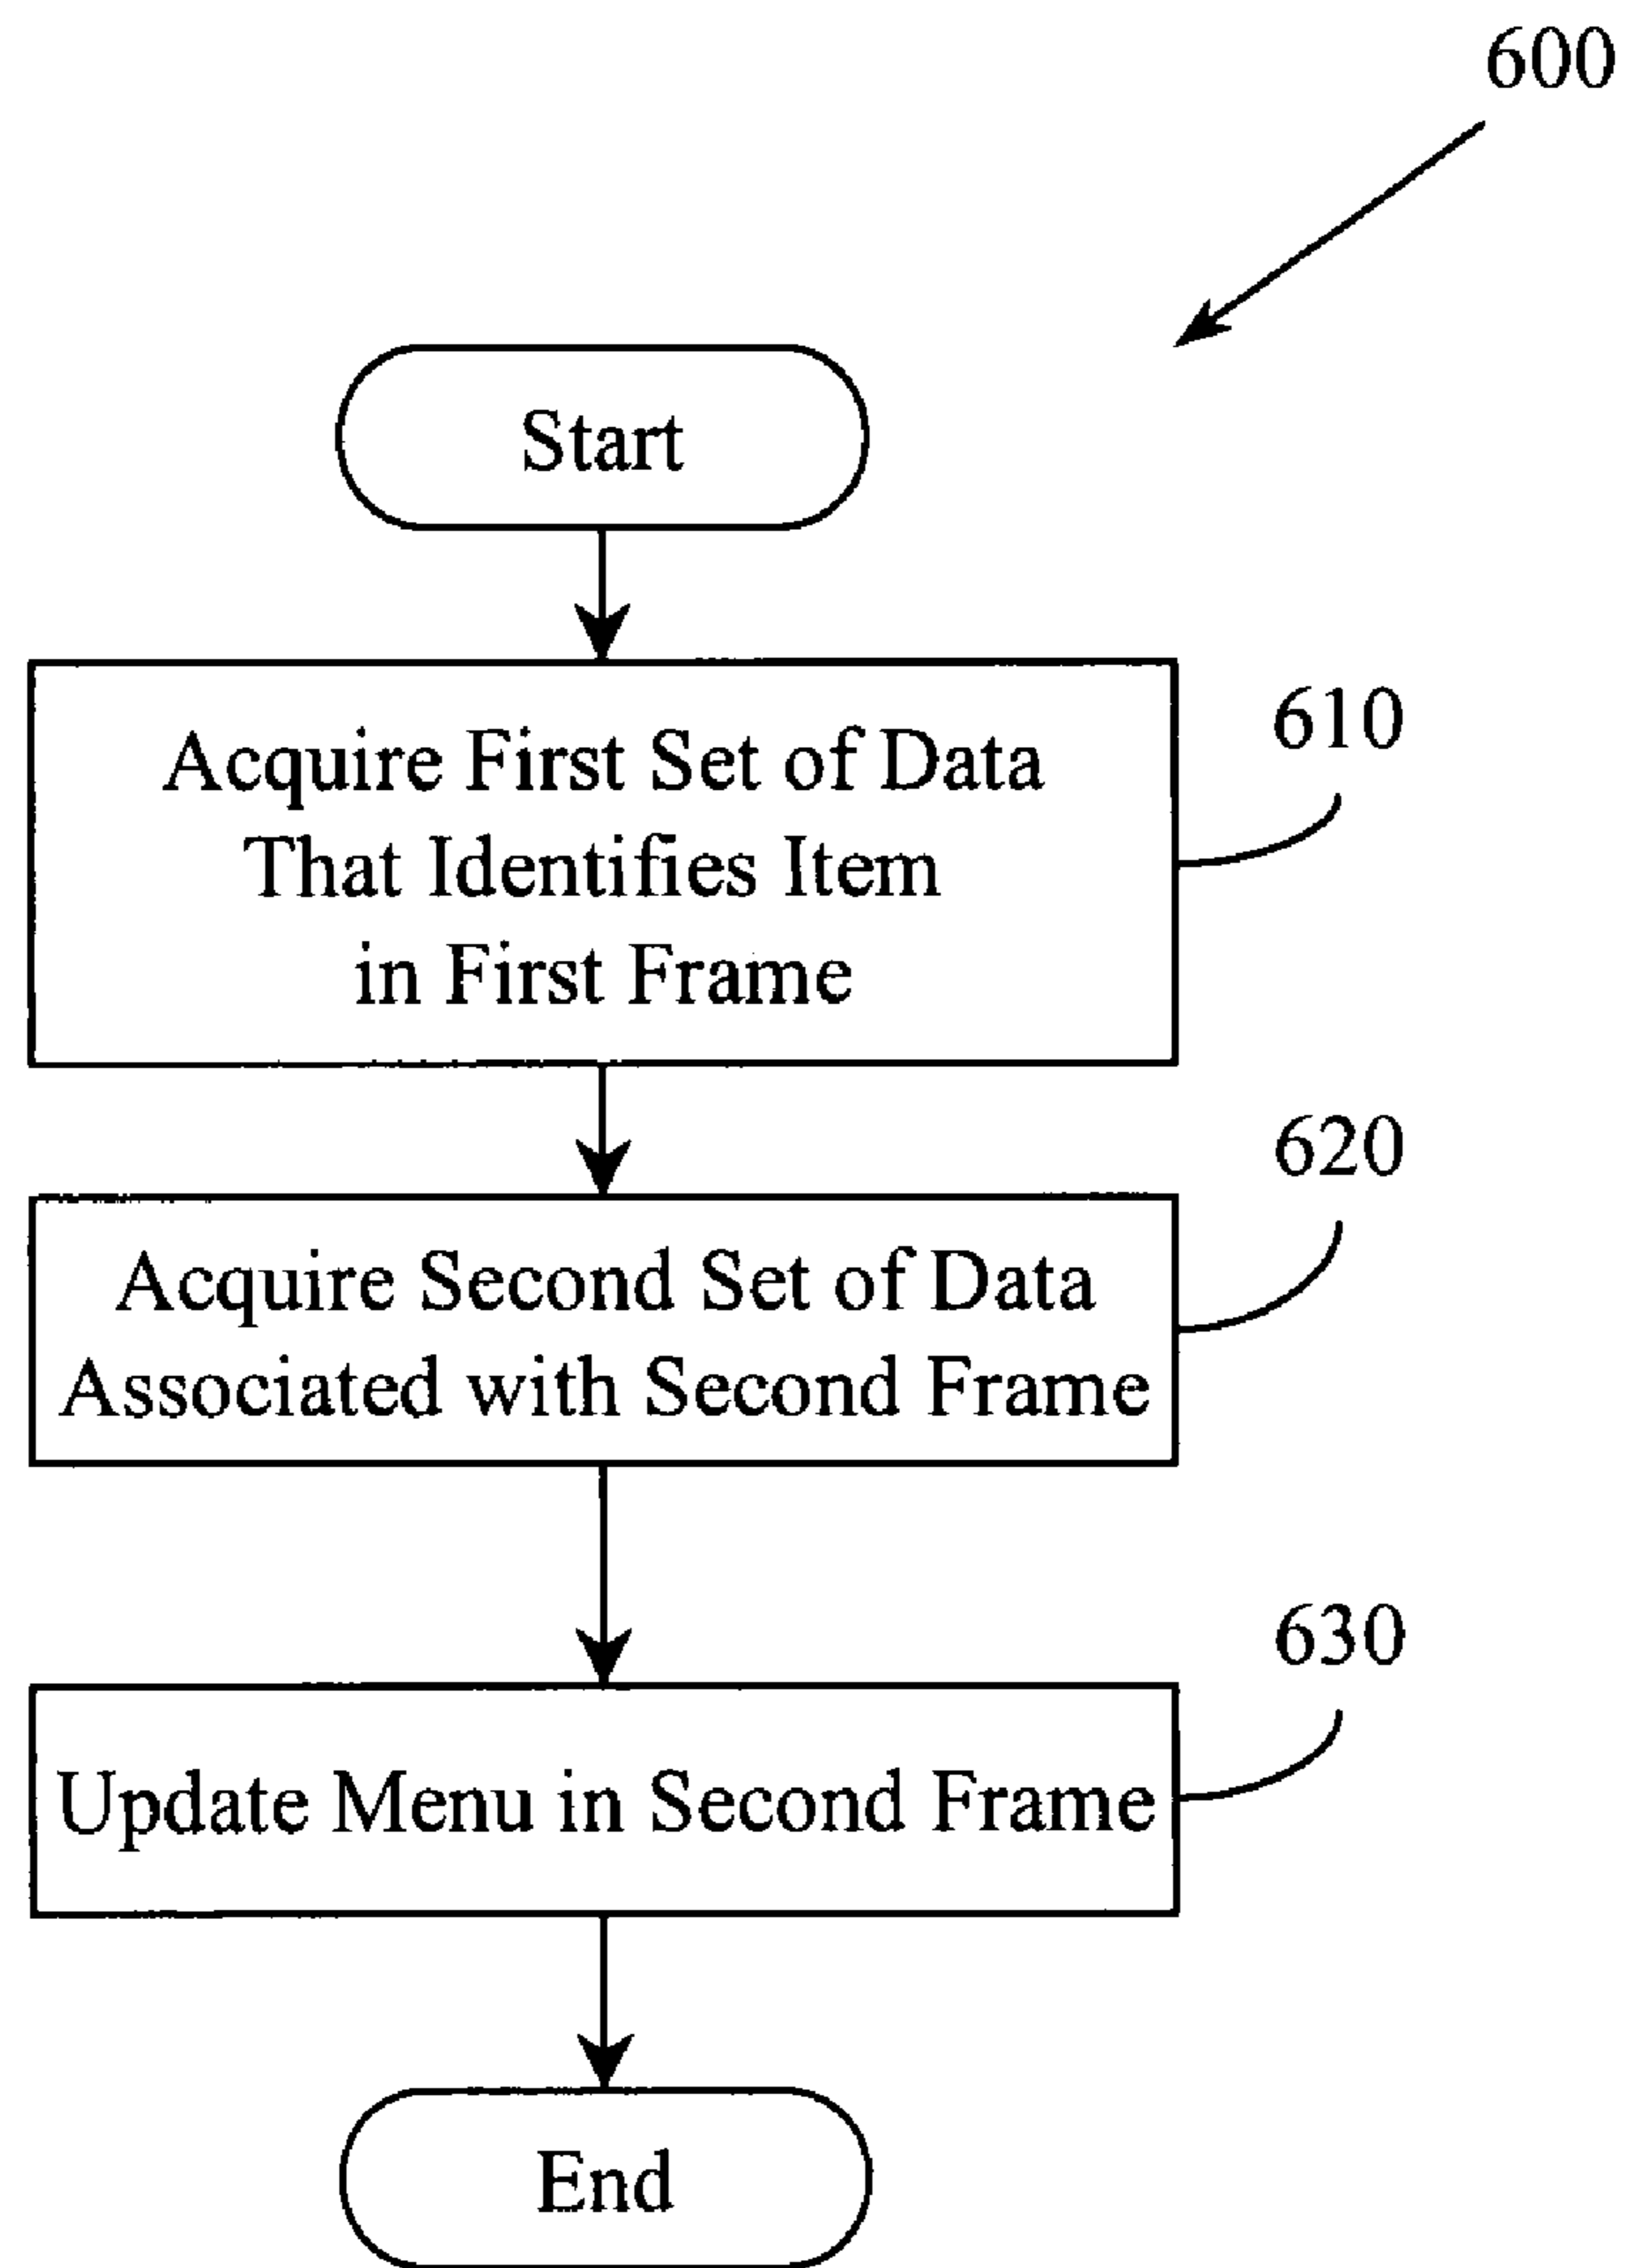 600
Start
Acquire First Set of Data
That Identifies Item
in First Frame
610
Acquire Second Set of Data
Associated with Second Frame
620
Update Menu in Second Frame
630
End